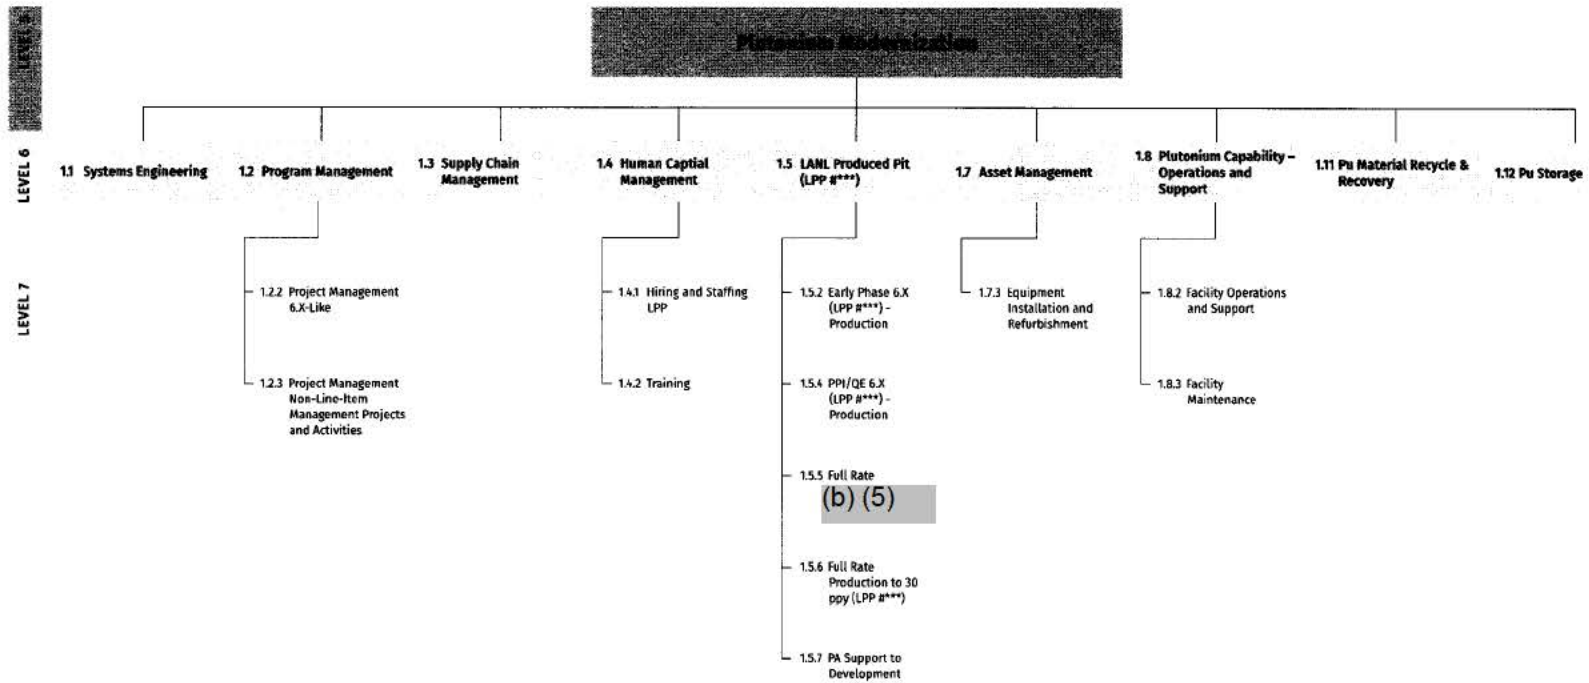 LEVEL 5
Plutonium Modernization
LEVEL 6
1.1 Systems Engineering
1.2 Program Management
1.3 Supply Chain
Management
1.4 Human Captial
Management
1.5 LANL Produced Pit
(LPP #***)
1.7 Asset Management
1.8 Plutonium Capability –
Operations and
Support
1.11 Pu Material Recycle &
Recovery
1.12 Pu Storage
LEVEL 7
1.2.2 Project Management
6.X-Like
1.2.3 Project Management
Non-Line-Item
Management Projects
and Activities
1.4.1 Hiring and Staffing
LPP
1.4.2 Training
1.5.2 Early Phase 6.X
(LPP #***) –
Production
1.5.4 PPI/QE 6.X
(LPP #***) –
Production
1.5.5 Full Rate
(b) (5)
1.5.6 Full Rate
Production to 30
ppy (LPP #***)
1.5.7 PA Support to
Development
1.7.3 Equipment
Installation and
Refurbishment
1.8.2 Facility Operations
and Support
1.8.3 Facility
Maintenance